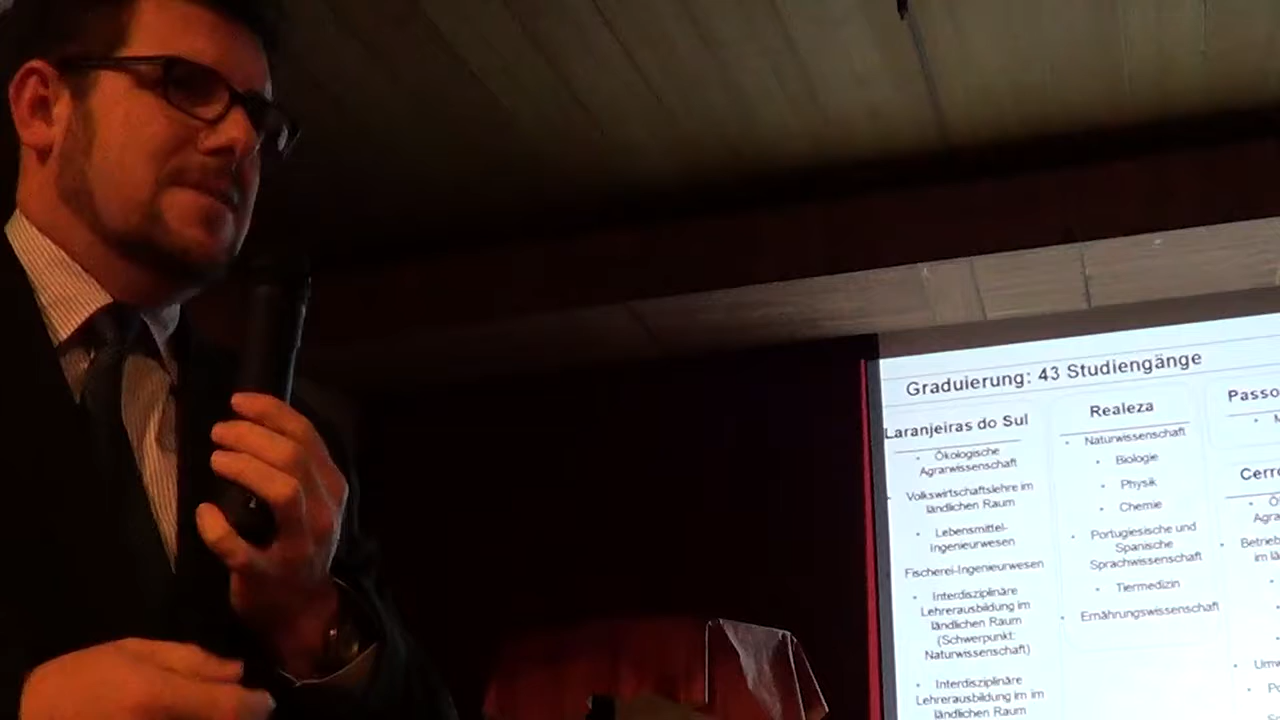 Graduierung: 43 Studiengänge
Laranjeiras do Sul
• Ökologische
Agrarwissenschaft
Volkswirtschaftslehre im
ländlichen Raum
• Lebensmittel-
Ingenieurwesen
Fischerei-Ingenieurwesen
• Interdisziplinäre
Lehrerausbildung im
ländlichen Raum
(Schwerpunkt:
Naturwissenschaft)
• Interdisziplinäre
Lehrerausbildung im im
ländlichen Raum
Realeza
• Naturwissenschaft
• Biologie
• Physik
• Chemie
• Portugiesische und
Spanische
Sprachwissenschaft
• Tiermedizin
• Ernährungswissenschaft
Passo
Cerro